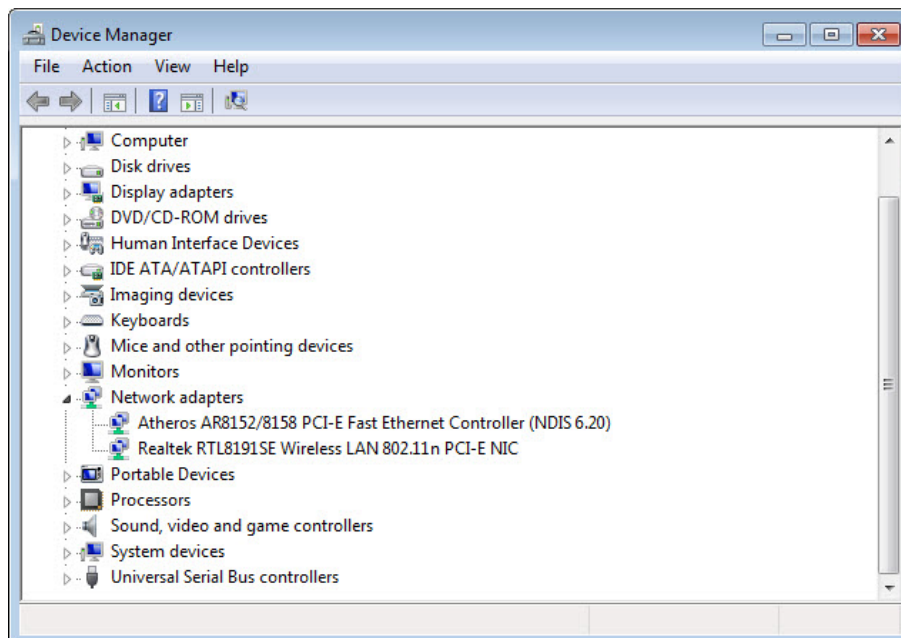 Device Manager
File Action View Help
Computer
Disk drives
Display adapters
DVD/CD-ROM drives
Human Interface Devices
IDE ATA/ATAPI controllers
Imaging devices
Keyboards
Mice and other pointing devices
Monitors
Network adapters
Atheros AR8152/8158 PCI-E Fast Ethernet Controller (NDIS 6.20)
Realtek RTL8191SE Wireless LAN 802.11n PCI-E NIC
Portable Devices
Processors
Sound, video and game controllers
System devices
Universal Serial Bus controllers